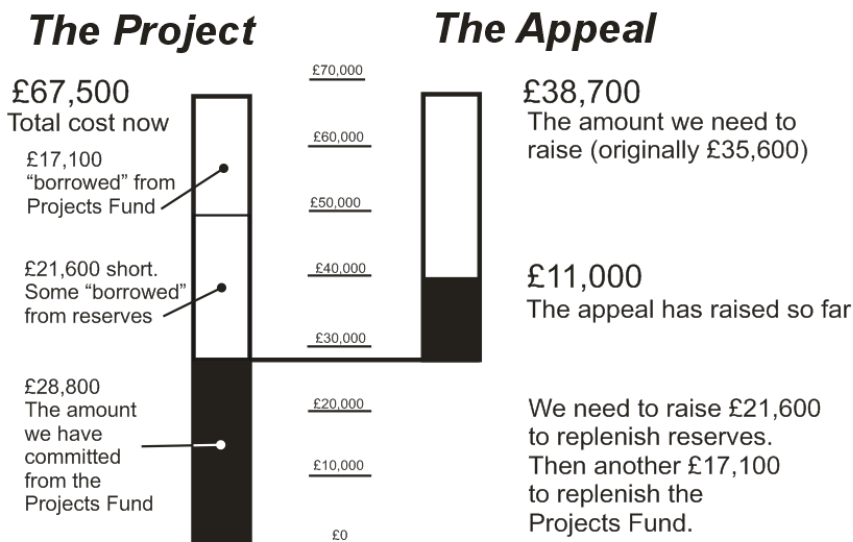 The Project
£67,500
Total cost now
£17,100
“borrowed” from
Projects Fund
£21,600 short.
Some “borrowed”
from reserves
£28,800
The amount
we have
committed
from the
Projects Fund
£70,000
£60,000
£50,000
£40,000
£30,000
£20,000
£10,000
£0
The Appeal
£38,700
The amount we need to
raise (originally £35,600)
£11,000
The appeal has raised so far
We need to raise £21,600
to replenish reserves.
Then another £17,100
to replenish the
Projects Fund.